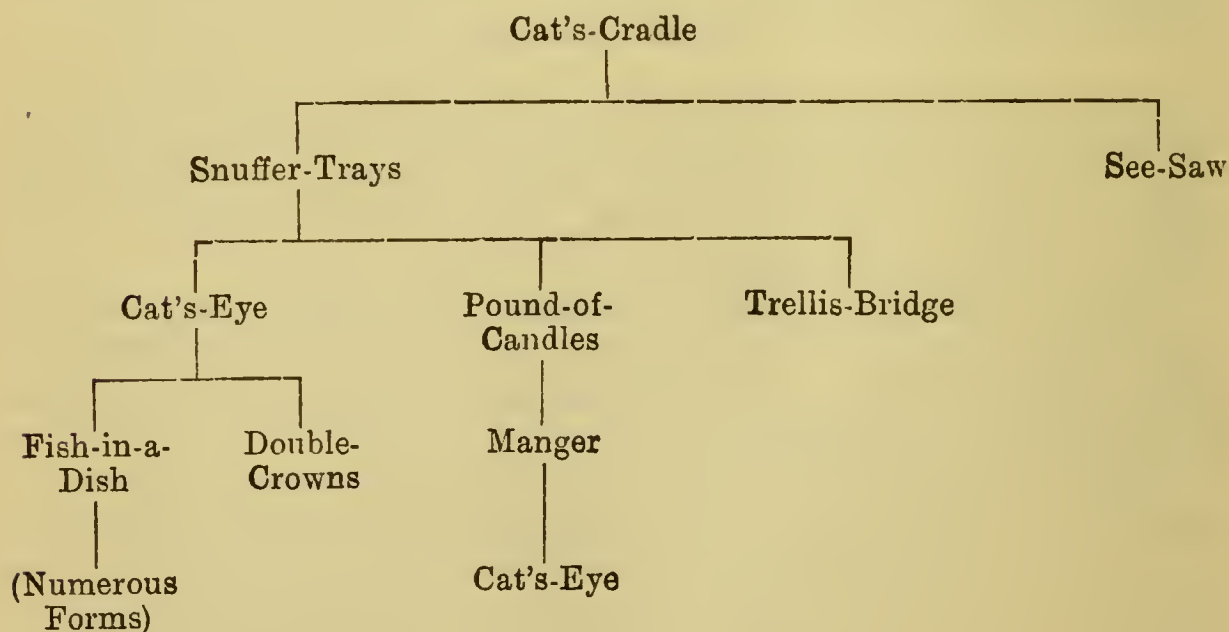 Cat's-Cradle
Snuffer-Trays
See-Saw
Cat's-Eye
Pound-of-
Candles
Trellis-Bridge
Fish-in-a-
Dish
Double-
Crowns
Manger
(Numerous
Forms)
Cat's-Eye